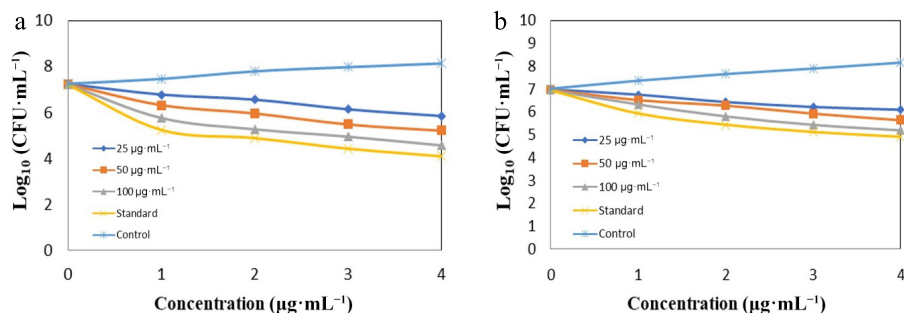 a
10
8
6
4
2
0
Log10 (CFU·mL−1)
25 µg·mL−1
50 µg·mL−1
100 µg·mL−1
Standard
Control
0 1 2 3 4
Concentration (µg·mL−1)
b
10
9
8
7
6
5
4
3
2
1
0
Log10 (CFU·mL−1)
25 µg·mL−1
50 µg·mL−1
100 µg·mL−1
Standard
Control
0 1 2 3 4
Concentration (µg·mL−1)